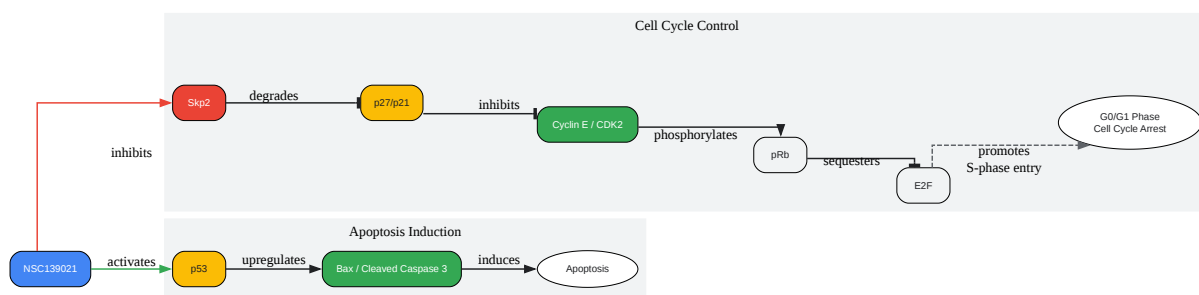 Cell Cycle Control
Skp2
degrades
p27/p21
inhibits
Cyclin E / CDK2
phosphorylates
pRb
sequesters
E2F
promotes
S-phase entry
G0/G1 Phase
Cell Cycle Arrest
inhibits
Apoptosis Induction
NSC139021
activates
p53
upregulates
Bax / Cleaved Caspase 3
induces
Apoptosis